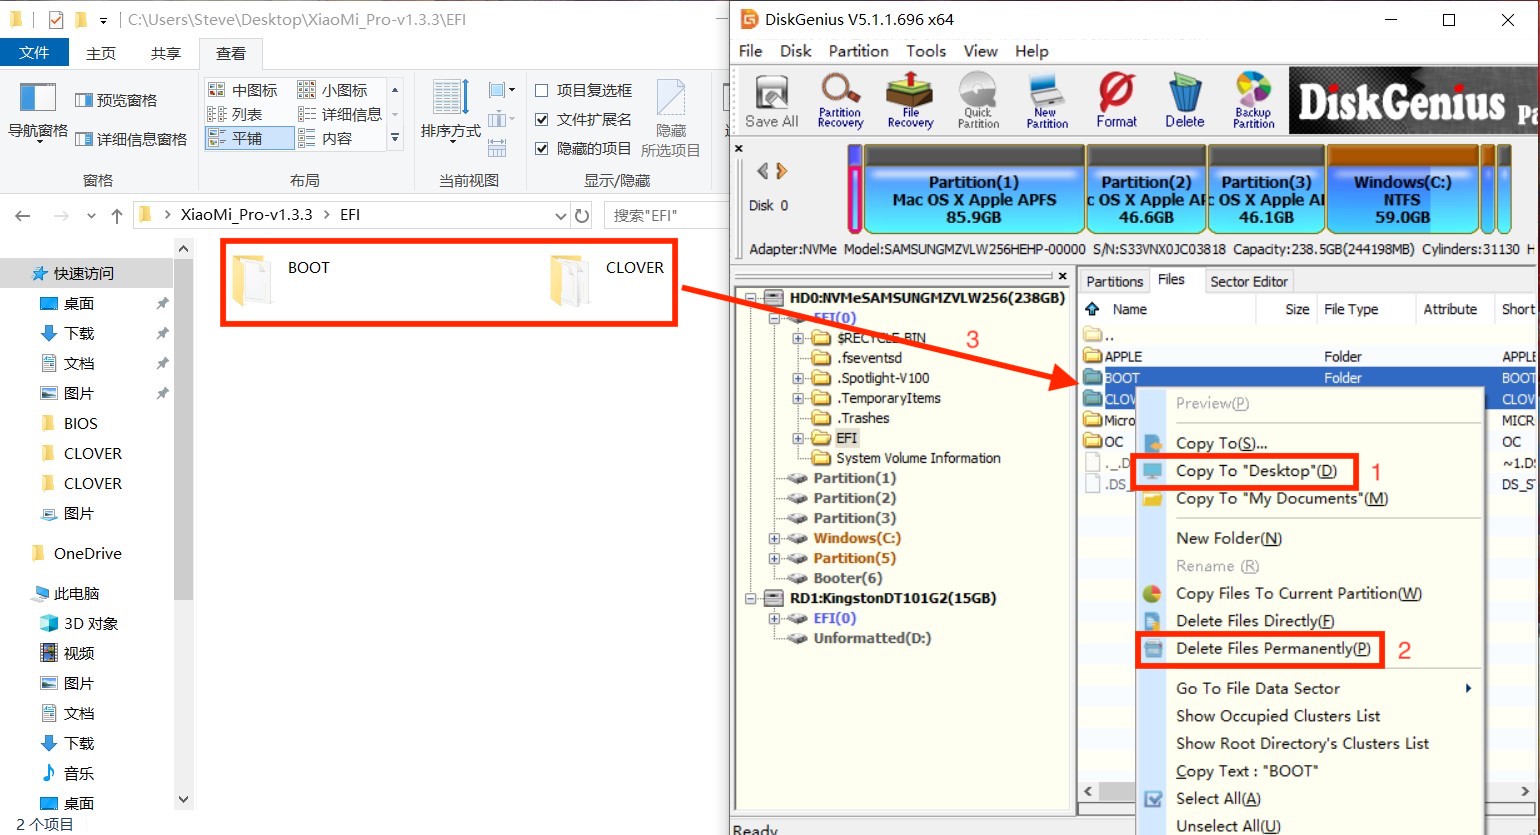 C:\Users\Steve\Desktop\XiaoMi_Pro-v1.3.3\EFI
文件 主页 共享 查看
导航窗格
预览窗格
详细信息窗格
窗格
中图标 小图标
列表 详细信息
平铺 内容
布局
排序方式
当前视图
项目复选框
文件扩展名
隐藏的项目
隐藏
所选项目
显示/隐藏
XiaoMi_Pro-v1.3.3 EFI
搜索"EFI"
快速访问
桌面
下载
文档
图片
BIOS
CLOVER
CLOVER
图片
OneDrive
此电脑
3D 对象
视频
图片
文档
下载
音乐
桌面
2 个项目
BOOT CLOVER
DiskGenius V5.1.1.696 x64
File Disk Partition Tools View Help
Save All
Partition
Recovery
File
Recovery
Quick
Partition
New
Partition
Format
Delete
Backup
Partition
DiskGenius Pa
Disk 0
Partition(1)
Mac OS X Apple APFS
85.9GB
Partition(2)
c OS X Apple AP
46.6GB
Partition(3)
c OS X Apple AP
46.1GB
Windows(C:)
NTFS
59.0GB
Adapter:NVMe Model:SAMSUNGMZVLW256HEHP-00000 S/N:S33VNX0JC03818 Capacity:238.5GB(244198MB) Cylinders:31130 H
HD0:NVMeSAMSUNGMZVLW256(238GB)
EFI(0)
$RECYCLE.BIN
.fseventsd
.Spotlight-V100
.TemporaryItems
.Trashes
EFI
System Volume Information
Partition(1)
Partition(2)
Partition(3)
Windows(C:)
Partition(5)
Booter(6)
RD1:KingstonDT101G2(15GB)
EFI(0)
Unformatted(D:)
3
Partitions Files Sector Editor
Name Size File Type Attribute Short
..
APPLE Folder APPLE
BOOT Folder BOOT
CLOV CLOV
Micro MICR
OC OC
._.D ~1.DS
.DS_ DS_S
Preview(P)
Copy To(S)...
Copy To "Desktop"(D) 1
Copy To "My Documents"(M)
New Folder(N)
Rename (R)
Copy Files To Current Partition(W)
Delete Files Directly(F)
Delete Files Permanently(P) 2
Go To File Data Sector
Show Occupied Clusters List
Show Root Directory's Clusters List
Copy Text : "BOOT"
Select All(A)
Unselect All(U)
Ready